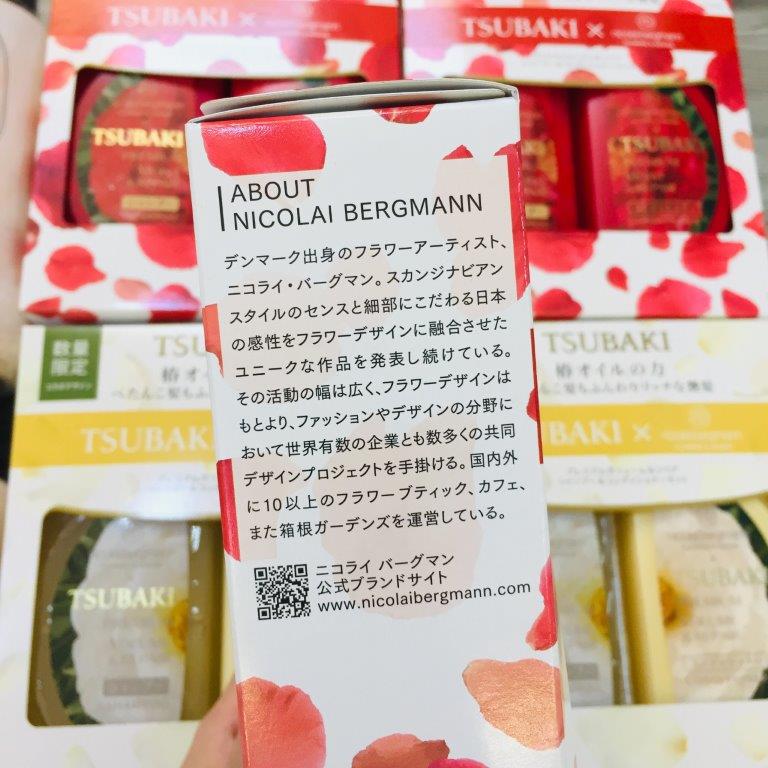 TSUBAKI ×
TSUBAKI ×
TSUBAKI
TSUBAKI
ABOUT
NICOLAI BERGMANN
デンマーク出身のフラワーアーティスト、
ニコライ・バーグマン。スカンジナビアン
スタイルのセンスと細部にこだわる日本
の感性をフラワーデザインに融合させた
ユニークな作品を発表し続けている。
その活動の幅は広く、フラワーデザインは
もとより、ファッションやデザインの分野に
おいて世界有数の企業とも数多くの共同
デザインプロジェクトを手掛ける。国内外
に10以上のフラワーブティック、カフェ、
また箱根ガーデンズを運営している。
ニコライ バーグマン
公式ブランドサイト
www.nicolaibergmann.com
数量
限定
TSU
椿オ
TSUBAKI
TSUBAKI
TSUBAKI
椿オイルの力
BAKI ×